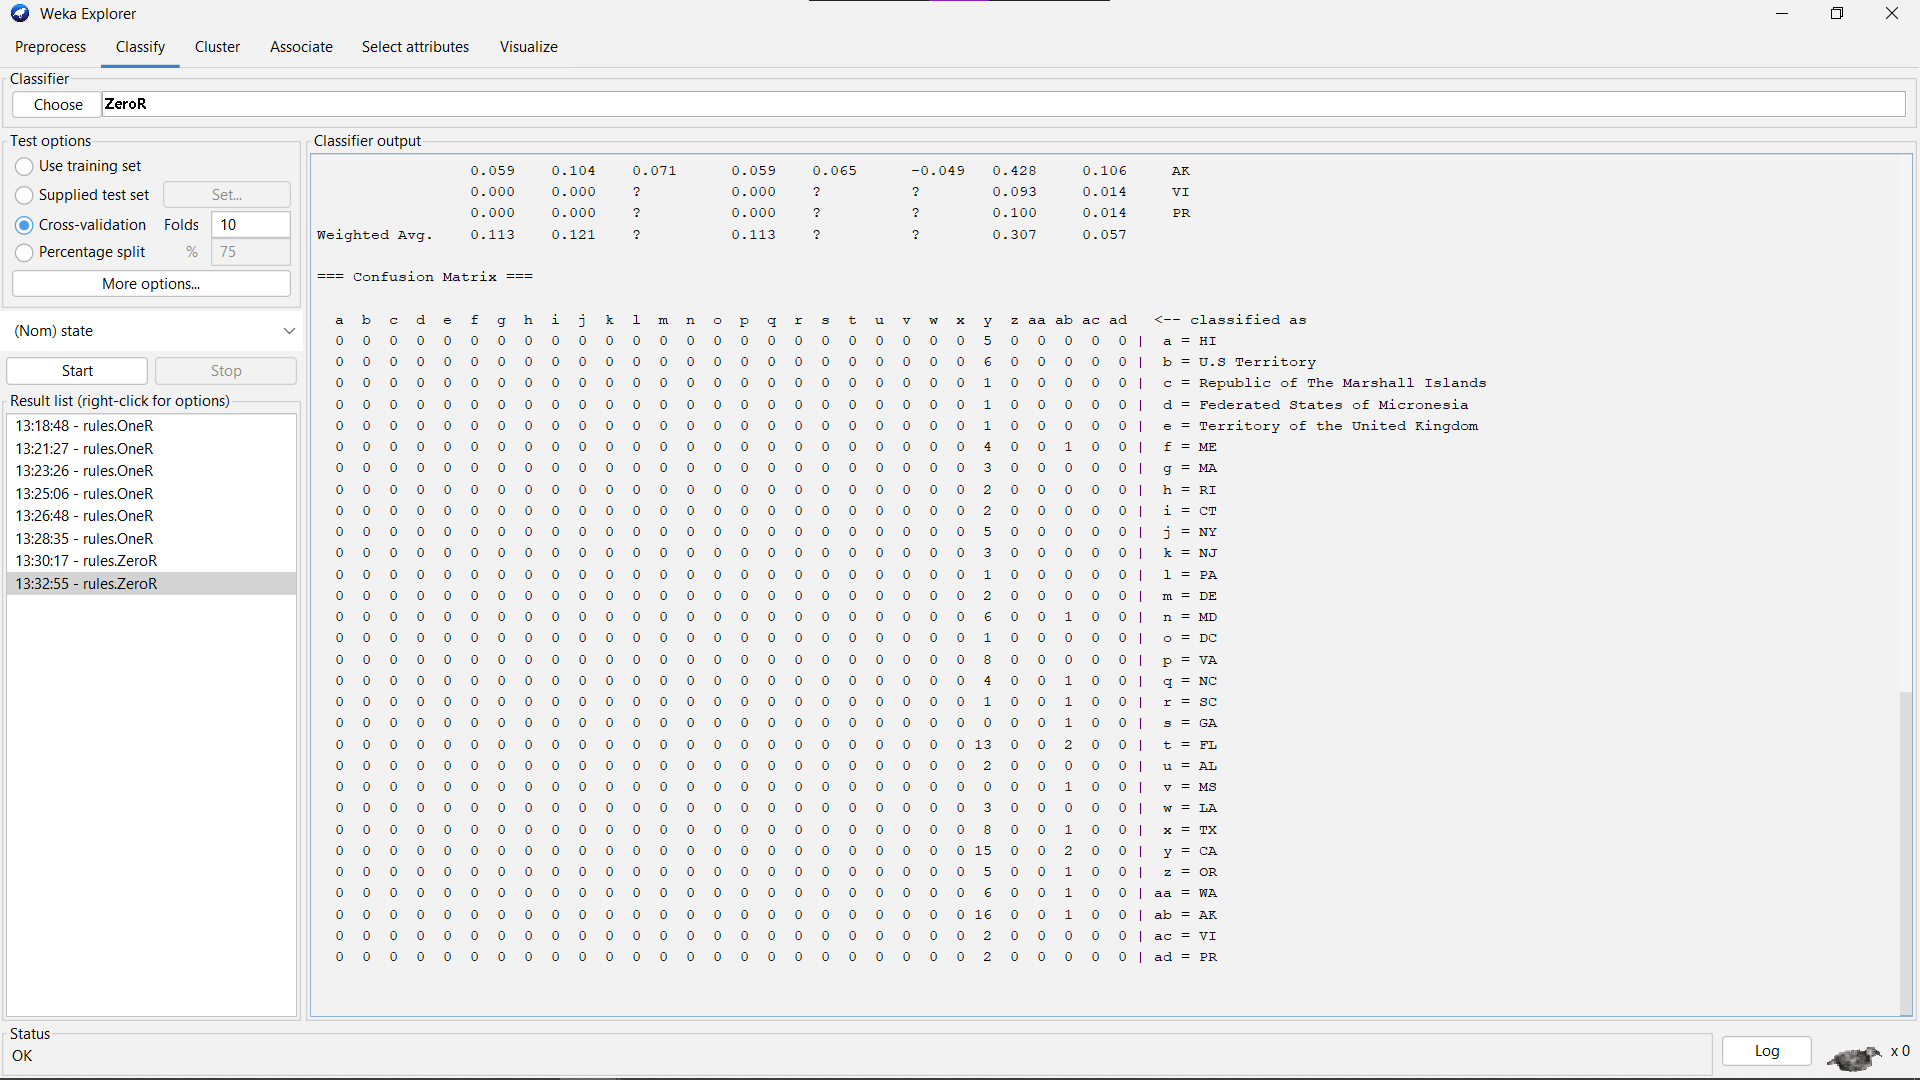 Weka Explorer
Preprocess Classify Cluster Associate Select attributes Visualize
Classifier
Choose ZeroR
Test options
Use training set
Supplied test set Set...
Cross-validation Folds 10
Percentage split % 75
More options...
(Nom) state
Start Stop
Result list (right-click for options)
13:18:48 - rules.OneR
13:21:27 - rules.OneR
13:23:26 - rules.OneR
13:25:06 - rules.OneR
13:26:48 - rules.OneR
13:28:35 - rules.OneR
13:30:17 - rules.ZeroR
13:32:55 - rules.ZeroR
Classifier output
0.059 0.104 0.071 0.059 0.065 -0.049 0.428 0.106 AK
0.000 0.000 ? 0.000 ? ? 0.093 0.014 VI
0.000 0.000 ? 0.000 ? ? 0.100 0.014 PR
Weighted Avg. 0.113 0.121 ? 0.113 ? ? 0.307 0.057
=== Confusion Matrix ===
a b c d e f g h i j k l m n o p q r s t u v w x y z aa ab ac ad <-- classified as
0 0 0 0 0 0 0 0 0 0 0 0 0 0 0 0 0 0 0 0 0 0 0 0 5 0 0 0 0 0 | a = HI
0 0 0 0 0 0 0 0 0 0 0 0 0 0 0 0 0 0 0 0 0 0 0 0 6 0 0 0 0 0 | b = U.S Territory
0 0 0 0 0 0 0 0 0 0 0 0 0 0 0 0 0 0 0 0 0 0 0 0 1 0 0 0 0 0 | c = Republic of The Marshall Islands
0 0 0 0 0 0 0 0 0 0 0 0 0 0 0 0 0 0 0 0 0 0 0 0 1 0 0 0 0 0 | d = Federated States of Micronesia
0 0 0 0 0 0 0 0 0 0 0 0 0 0 0 0 0 0 0 0 0 0 0 0 1 0 0 0 0 0 | e = Territory of the United Kingdom
0 0 0 0 0 0 0 0 0 0 0 0 0 0 0 0 0 0 0 0 0 0 0 0 4 0 0 1 0 0 | f = ME
0 0 0 0 0 0 0 0 0 0 0 0 0 0 0 0 0 0 0 0 0 0 0 0 3 0 0 0 0 0 | g = MA
0 0 0 0 0 0 0 0 0 0 0 0 0 0 0 0 0 0 0 0 0 0 0 0 2 0 0 0 0 0 | h = RI
0 0 0 0 0 0 0 0 0 0 0 0 0 0 0 0 0 0 0 0 0 0 0 0 2 0 0 0 0 0 | i = CT
0 0 0 0 0 0 0 0 0 0 0 0 0 0 0 0 0 0 0 0 0 0 0 0 5 0 0 0 0 0 | j = NY
0 0 0 0 0 0 0 0 0 0 0 0 0 0 0 0 0 0 0 0 0 0 0 0 3 0 0 0 0 0 | k = NJ
0 0 0 0 0 0 0 0 0 0 0 0 0 0 0 0 0 0 0 0 0 0 0 0 1 0 0 0 0 0 | l = PA
0 0 0 0 0 0 0 0 0 0 0 0 0 0 0 0 0 0 0 0 0 0 0 0 2 0 0 0 0 0 | m = DE
0 0 0 0 0 0 0 0 0 0 0 0 0 0 0 0 0 0 0 0 0 0 0 0 6 0 0 1 0 0 | n = MD
0 0 0 0 0 0 0 0 0 0 0 0 0 0 0 0 0 0 0 0 0 0 0 0 1 0 0 0 0 0 | o = DC
0 0 0 0 0 0 0 0 0 0 0 0 0 0 0 0 0 0 0 0 0 0 0 0 8 0 0 0 0 0 | p = VA
0 0 0 0 0 0 0 0 0 0 0 0 0 0 0 0 0 0 0 0 0 0 0 0 4 0 0 1 0 0 | q = NC
0 0 0 0 0 0 0 0 0 0 0 0 0 0 0 0 0 0 0 0 0 0 0 0 1 0 0 1 0 0 | r = SC
0 0 0 0 0 0 0 0 0 0 0 0 0 0 0 0 0 0 0 0 0 0 0 0 0 0 0 1 0 0 | s = GA
0 0 0 0 0 0 0 0 0 0 0 0 0 0 0 0 0 0 0 0 0 0 0 0 13 0 0 2 0 0 | t = FL
0 0 0 0 0 0 0 0 0 0 0 0 0 0 0 0 0 0 0 0 0 0 0 0 2 0 0 0 0 0 | u = AL
0 0 0 0 0 0 0 0 0 0 0 0 0 0 0 0 0 0 0 0 0 0 0 0 0 0 0 1 0 0 | v = MS
0 0 0 0 0 0 0 0 0 0 0 0 0 0 0 0 0 0 0 0 0 0 0 0 3 0 0 0 0 0 | w = LA
0 0 0 0 0 0 0 0 0 0 0 0 0 0 0 0 0 0 0 0 0 0 0 0 8 0 0 1 0 0 | x = TX
0 0 0 0 0 0 0 0 0 0 0 0 0 0 0 0 0 0 0 0 0 0 0 0 15 0 0 2 0 0 | y = CA
0 0 0 0 0 0 0 0 0 0 0 0 0 0 0 0 0 0 0 0 0 0 0 0 5 0 0 1 0 0 | z = OR
0 0 0 0 0 0 0 0 0 0 0 0 0 0 0 0 0 0 0 0 0 0 0 0 6 0 0 1 0 0 | aa = WA
0 0 0 0 0 0 0 0 0 0 0 0 0 0 0 0 0 0 0 0 0 0 0 0 16 0 0 1 0 0 | ab = AK
0 0 0 0 0 0 0 0 0 0 0 0 0 0 0 0 0 0 0 0 0 0 0 0 2 0 0 0 0 0 | ac = VI
0 0 0 0 0 0 0 0 0 0 0 0 0 0 0 0 0 0 0 0 0 0 0 0 2 0 0 0 0 0 | ad = PR
Status
OK
Log
x 0